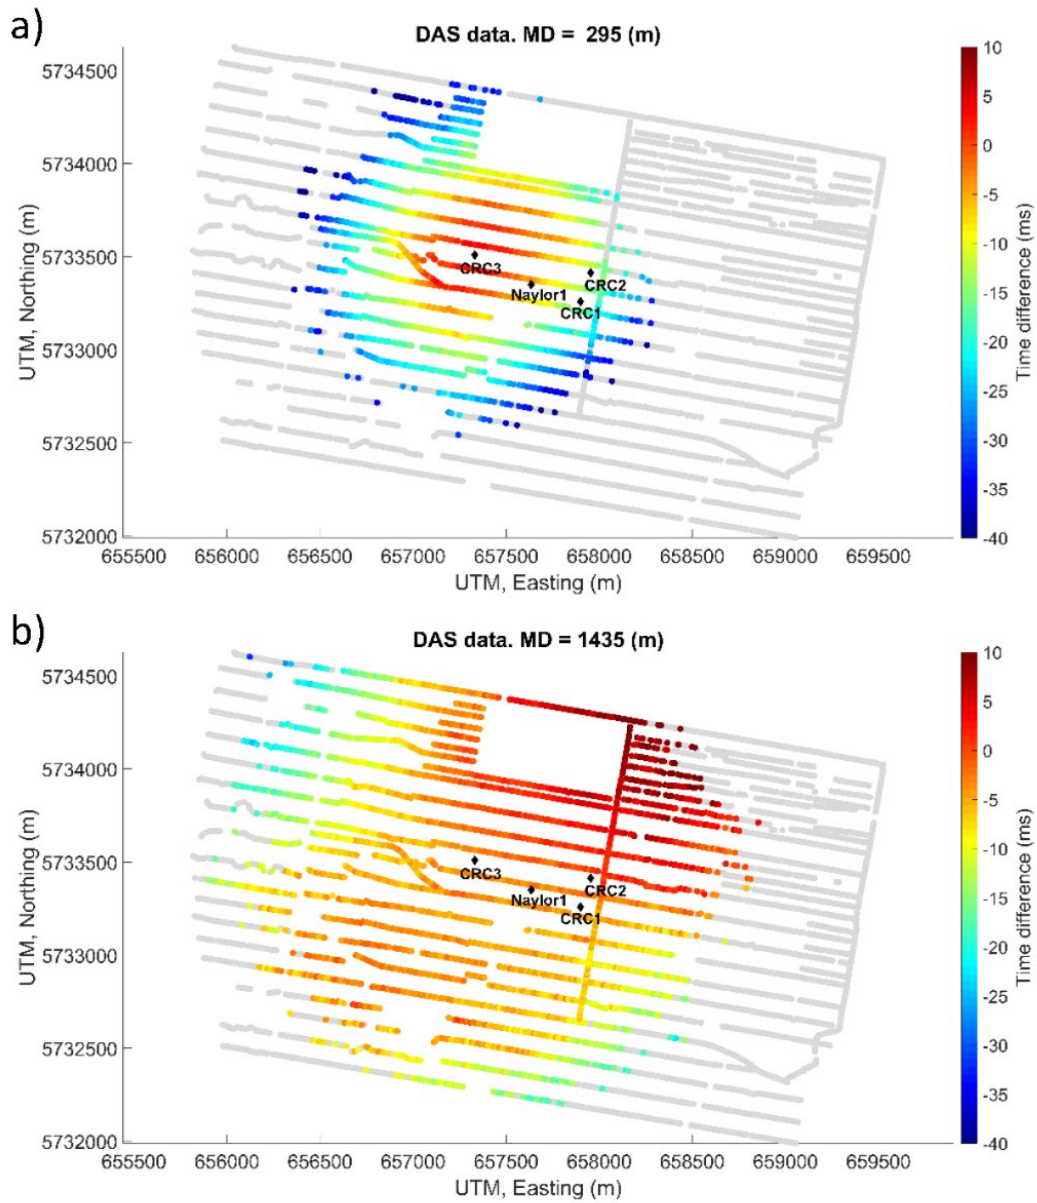 a)
DAS data. MD = 295 (m)
5734500
5734000
5733500
5733000
5732500
5732000
UTM, Northing (m)
CRC3
CRC2
Naylor1
CRC1
655500 656000 656500 657000 657500 658000 658500 659000 659500
UTM, Easting (m)
10
5
0
-5
-10
-15
-20
-25
-30
-35
-40
Time difference (ms)
b)
DAS data. MD = 1435 (m)
5734500
5734000
5733500
5733000
5732500
5732000
UTM, Northing (m)
CRC3
CRC2
Naylor1
CRC1
655500 656000 656500 657000 657500 658000 658500 659000 659500
UTM, Easting (m)
10
5
0
-5
-10
-15
-20
-25
-30
-35
-40
Time difference (ms)